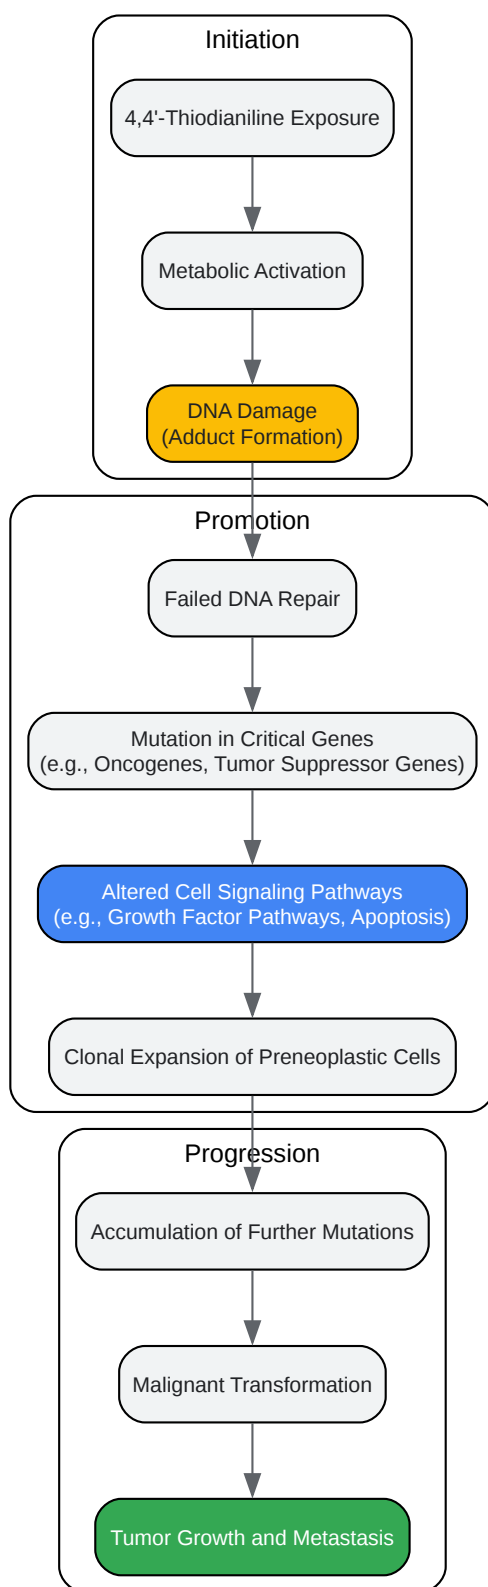 Initiation
4,4'-Thiodianiline Exposure
Metabolic Activation
DNA Damage
(Adduct Formation)
Promotion
Failed DNA Repair
Mutation in Critical Genes
(e.g., Oncogenes, Tumor Suppressor Genes)
Altered Cell Signaling Pathways
(e.g., Growth Factor Pathways, Apoptosis)
Clonal Expansion of Preneoplastic Cells
Progression
Accumulation of Further Mutations
Malignant Transformation
Tumor Growth and Metastasis